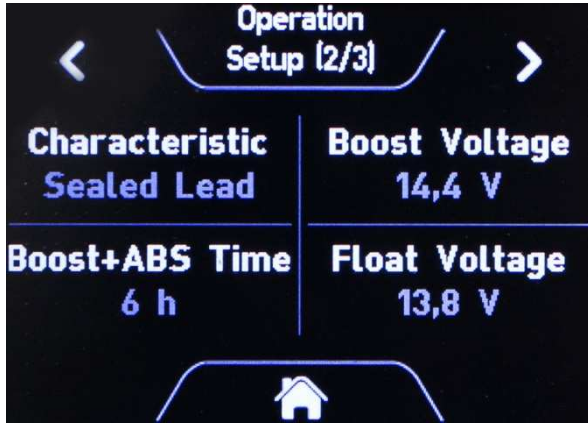 Operation
Setup (2/3)
Characteristic
Sealed Lead
Boost Voltage
14,4 V
Boost+ABS Time
6 h
Float Voltage
13,8 V